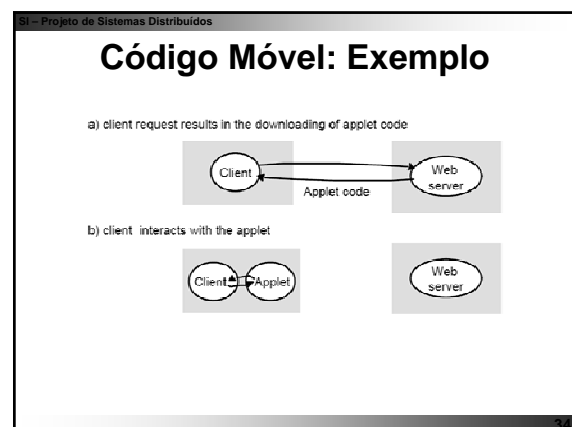 SI – Projeto de Sistemas Distribuídos
Código Móvel: Exemplo
a) client request results in the downloading of applet code
Client
Web
server
Applet code
b) client interacts with the applet
Client
Applet
Web
server
34